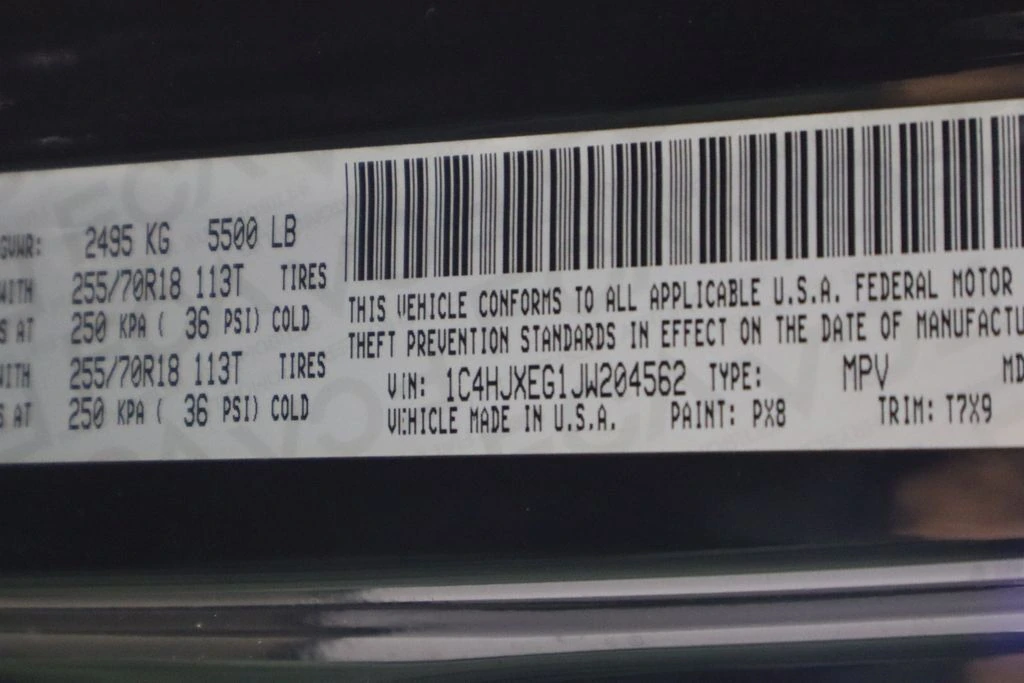 GVWR: 2495 KG 5500 LB
WITH 255/70R18 113T TIRES
S AT 250 KPA ( 36 PSI) COLD
WITH 255/70R18 113T TIRES
S AT 250 KPA ( 36 PSI) COLD
THIS VEHICLE CONFORMS TO ALL APPLICABLE U.S.A. FEDERAL MOTOR
THEFT PREVENTION STANDARDS IN EFFECT ON THE DATE OF MANUFACTU
VIN: 1C4HJXEG1JW204562 TYPE: MPV MD
VEHICLE MADE IN U.S.A. PAINT: PX8 TRIM: T7X9